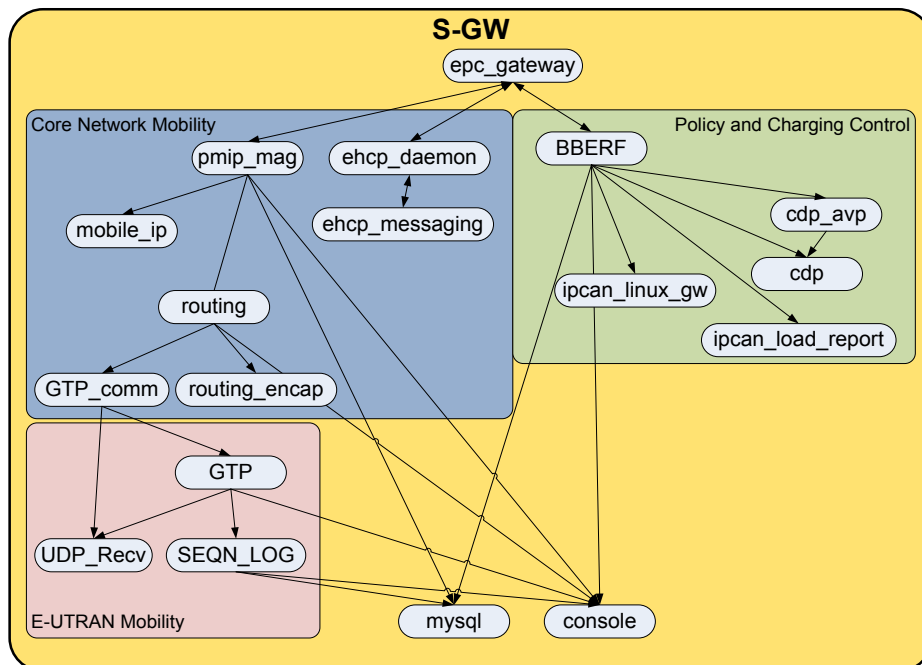 S-GW
epc_gateway
Core Network Mobility
Policy and Charging Control
pmip_mag
ehcp_daemon
BBERF
mobile_ip
ehcp_messaging
cdp_avp
cdp
routing
ipcan_linux_gw
ipcan_load_report
GTP_comm
routing_encap
GTP
UDP_Recv
SEQN_LOG
E-UTRAN Mobility
mysql
console